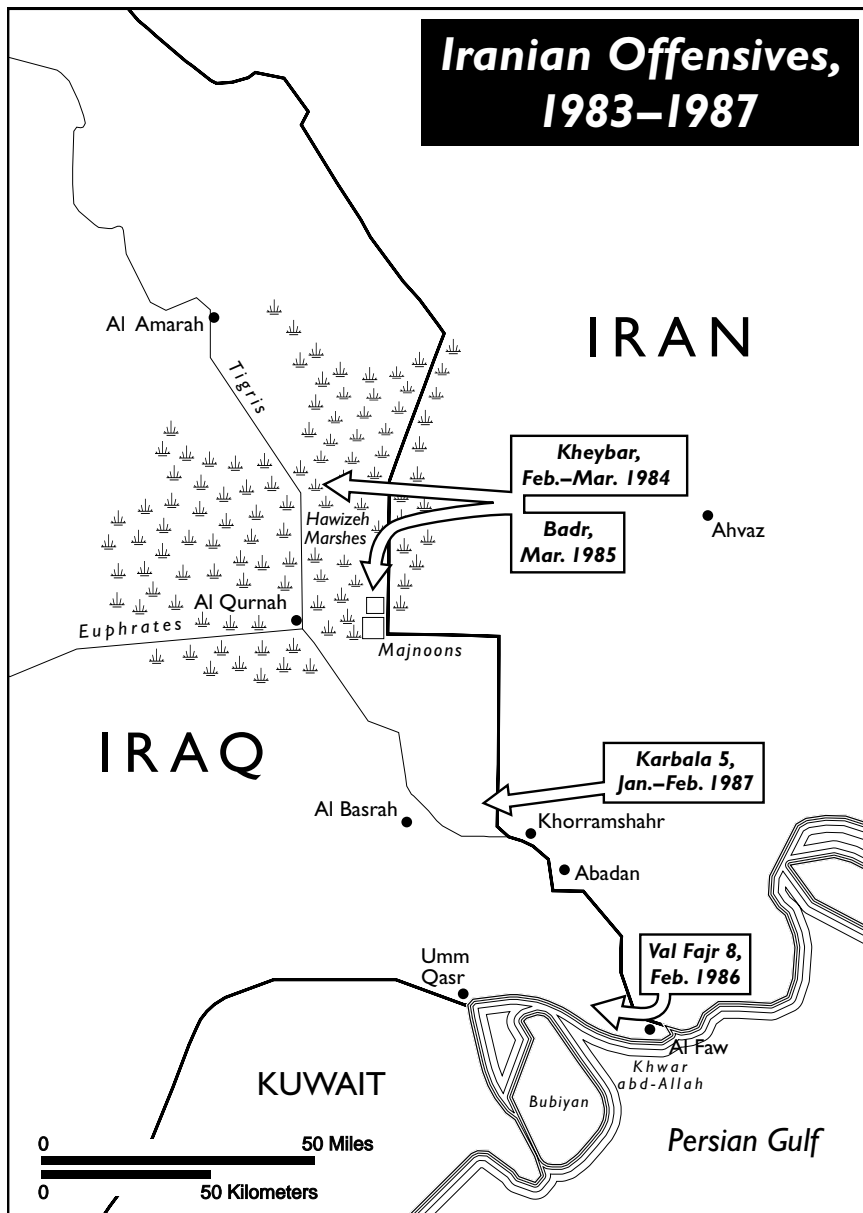 Iranian Offensives,
1983–1987
Al Amarah
IRAN
Tigris
Kheybar,
Feb.–Mar. 1984
Hawizeh
Marshes
Badr,
Mar. 1985
Ahvaz
Al Qurnah
Euphrates
Majnoons
IRAQ
Karbala 5,
Jan.–Feb. 1987
Al Basrah
Khorramshahr
Abadan
Val Fajr 8,
Feb. 1986
Umm
Qasr
Al Faw
Khwar
abd-Allah
KUWAIT
Bubiyan
Persian Gulf
0 50 Miles
0 50 Kilometers